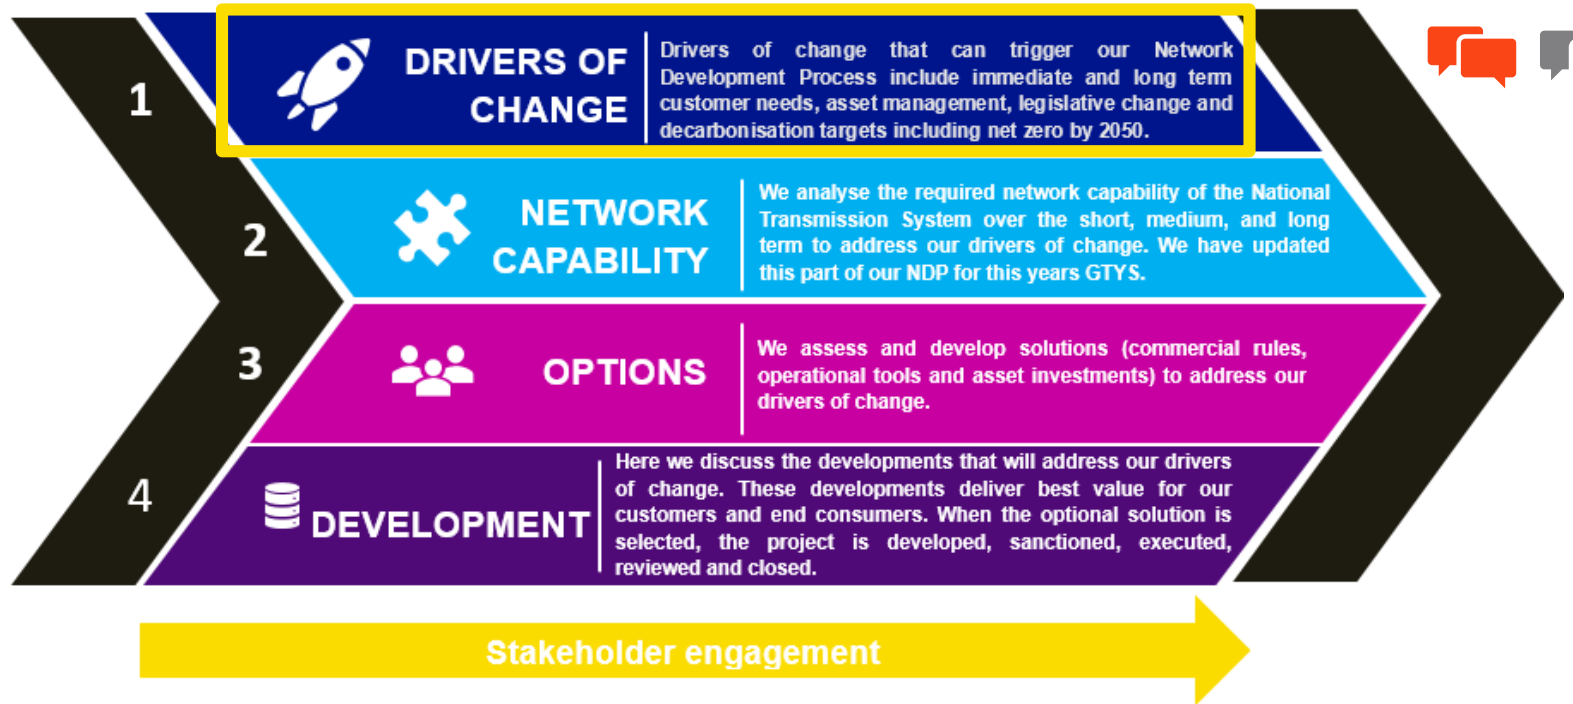 1
DRIVERS OF
CHANGE
Drivers of change that can trigger our Network
Development Process include immediate and long term
customer needs, asset management, legislative change and
decarbonisation targets including net zero by 2050.
2
NETWORK
CAPABILITY
We analyse the required network capability of the National
Transmission System over the short, medium, and long
term to address our drivers of change. We have updated
this part of our NDP for this years GTYS.
3
OPTIONS
We assess and develop solutions (commercial rules,
operational tools and asset investments) to address our
drivers of change.
4
DEVELOPMENT
Here we discuss the developments that will address our drivers
of change. These developments deliver best value for our
customers and end consumers. When the optional solution is
selected, the project is developed, sanctioned, executed,
reviewed and closed.
Stakeholder engagement